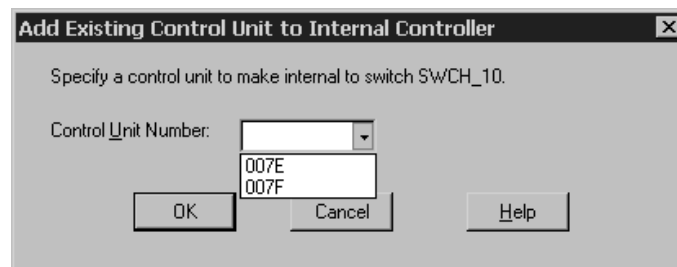 Add Existing Control Unit to Internal Controller
Specify a control unit to make internal to switch SWCH_10.
Control Unit Number:
007E
007F
OK Cancel Help